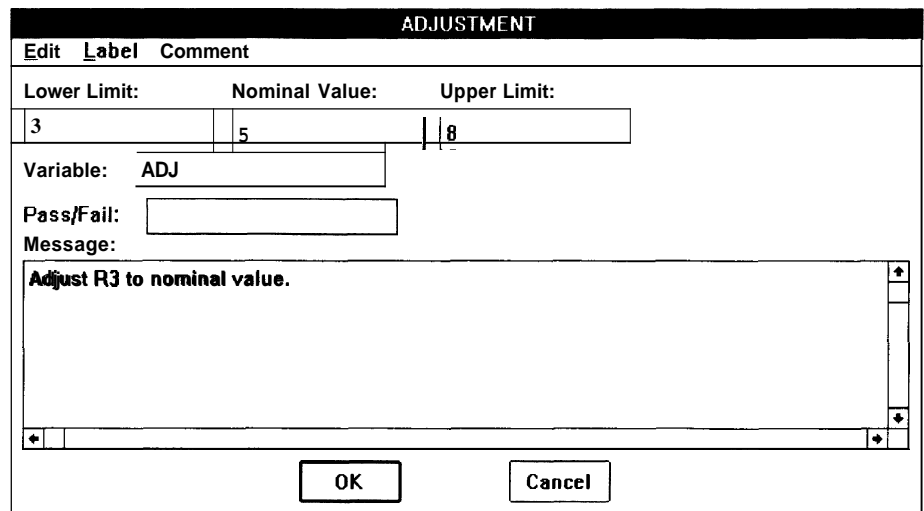 ADJUSTMENT
Edit Label Comment
Lower Limit: Nominal Value: Upper Limit:
3 5 8
Variable: ADJ
Pass/Fail:
Message:
Adjust R3 to nominal value.
OK Cancel